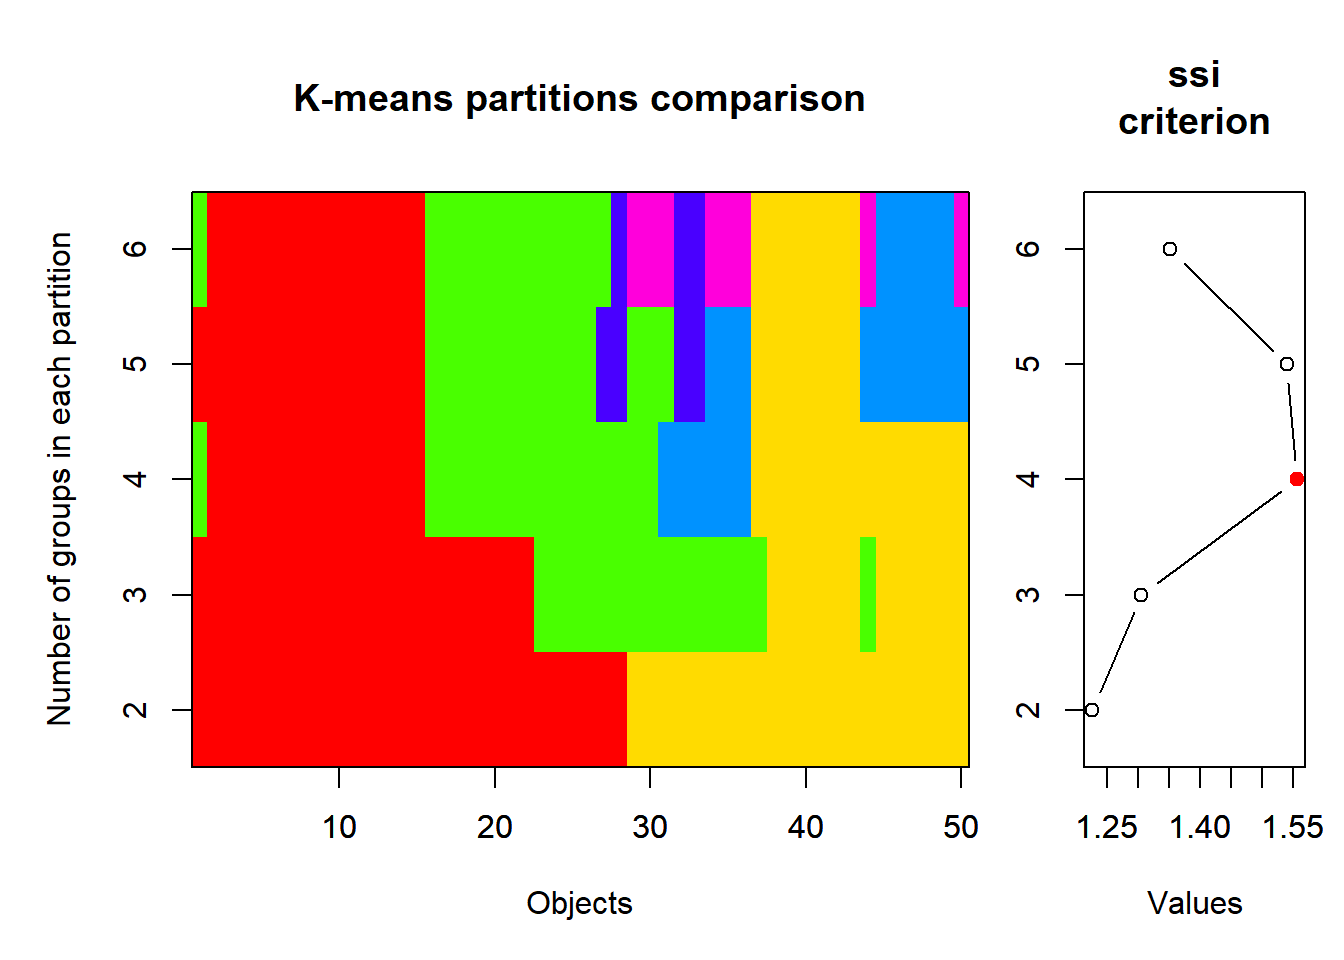 K-means partitions comparison
ssi
criterion
Number of groups in each partition
6
5
4
3
2
10 20 30 40 50
Objects
6
5
4
3
2
1.25 1.40 1.55
Values